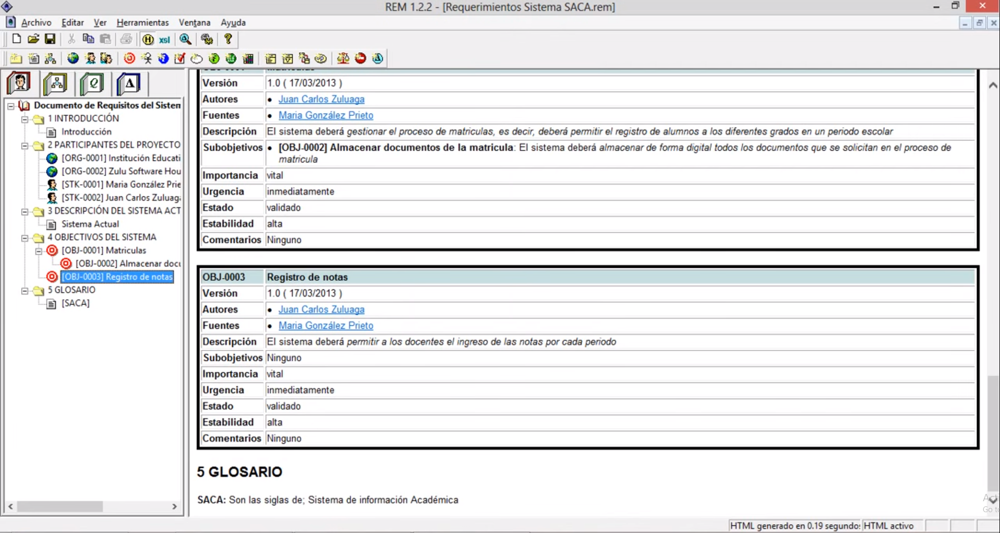 REM 1.2.2 - [Requerimientos Sistema SACA.rem]
Archivo Editar Ver Herramientas Ventana Ayuda
H xsl ?
Documento de Requisitos del Sistem
1 INTRODUCCIÓN
Introducción
2 PARTICIPANTES DEL PROYECTO
[ORG-0001] Institución Educati
[ORG-0002] Zulu Software Hou
[STK-0001] Maria González Prie
[STK-0002] Juan Carlos Zuluaga
3 DESCRIPCIÓN DEL SISTEMA ACT
Sistema Actual
4 OBJECTIVOS DEL SISTEMA
[OBJ-0001] Matriculas
[OBJ-0002] Almacenar docu
[OBJ-0003] Registro de notas
5 GLOSARIO
[SACA]
Versión 1.0 ( 17/03/2013 )
Autores • Juan Carlos Zuluaga
Fuentes • Maria González Prieto
Descripción El sistema deberá gestionar el proceso de matriculas, es decir, deberá permitir el registro de alumnos a los diferentes grados en un periodo escolar
Subobjetivos • [OBJ-0002] Almacenar documentos de la matricula: El sistema deberá almacenar de forma digital todos los documentos que se solicitan en el proceso de
matricula
Importancia vital
Urgencia inmediatamente
Estado validado
Estabilidad alta
Comentarios Ninguno
OBJ-0003 Registro de notas
Versión 1.0 ( 17/03/2013 )
Autores • Juan Carlos Zuluaga
Fuentes • Maria González Prieto
Descripción El sistema deberá permitir a los docentes el ingreso de las notas por cada periodo
Subobjetivos Ninguno
Importancia vital
Urgencia inmediatamente
Estado validado
Estabilidad alta
Comentarios Ninguno
5 GLOSARIO
SACA: Son las siglas de; Sistema de información Académica
Go to
HTML generado en 0.19 segundos HTML activo